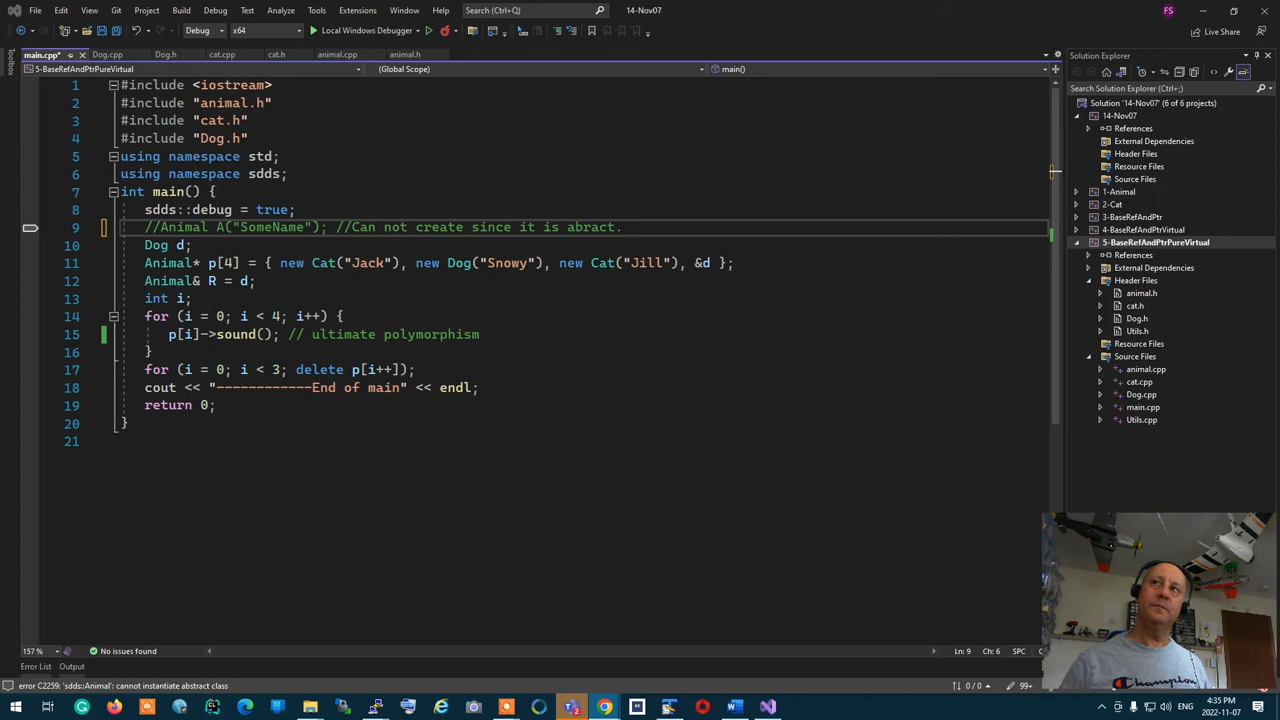 File Edit View Git Project Build Debug Test Analyze Tools Extensions Window Help Search (Ctrl+Q) 14-Nov07 FS
Debug x64 Local Windows Debugger Live Share
Toolbox
main.cpp* Dog.cpp Dog.h cat.cpp cat.h animal.cpp animal.h
5-BaseRefAndPtrPureVirtual (Global Scope) main()
1 #include <iostream>
2 #include "animal.h"
3 #include "cat.h"
4 #include "Dog.h"
5 using namespace std;
6 using namespace sdds;
7 int main() {
8 sdds::debug = true;
9 //Animal A("SomeName"); //Can not create since it is abract.
10 Dog d;
11 Animal* p[4] = { new Cat("Jack"), new Dog("Snowy"), new Cat("Jill"), &d };
12 Animal& R = d;
13 int i;
14 for (i = 0; i < 4; i++) {
15 p[i]->sound(); // ultimate polymorphism
16 }
17 for (i = 0; i < 3; delete p[i++]);
18 cout << "------------End of main" << endl;
19 return 0;
20 }
21
157 % No issues found Ln: 9 Ch: 6 SPC
Error List Output
error C2259: 'sdds::Animal': cannot instantiate abstract class 0 / 0 99+
Solution Explorer
Search Solution Explorer (Ctrl+;)
Solution '14-Nov07' (6 of 6 projects)
14-Nov07
References
External Dependencies
Header Files
Resource Files
Source Files
1-Animal
2-Cat
3-BaseRefAndPtr
4-BaseRefAndPtrVirtual
5-BaseRefAndPtrPureVirtual
References
External Dependencies
Header Files
animal.h
cat.h
Dog.h
Utils.h
Resource Files
Source Files
animal.cpp
cat.cpp
Dog.cpp
main.cpp
Utils.cpp
Champion
ENG 4:35 PM
2022-11-07